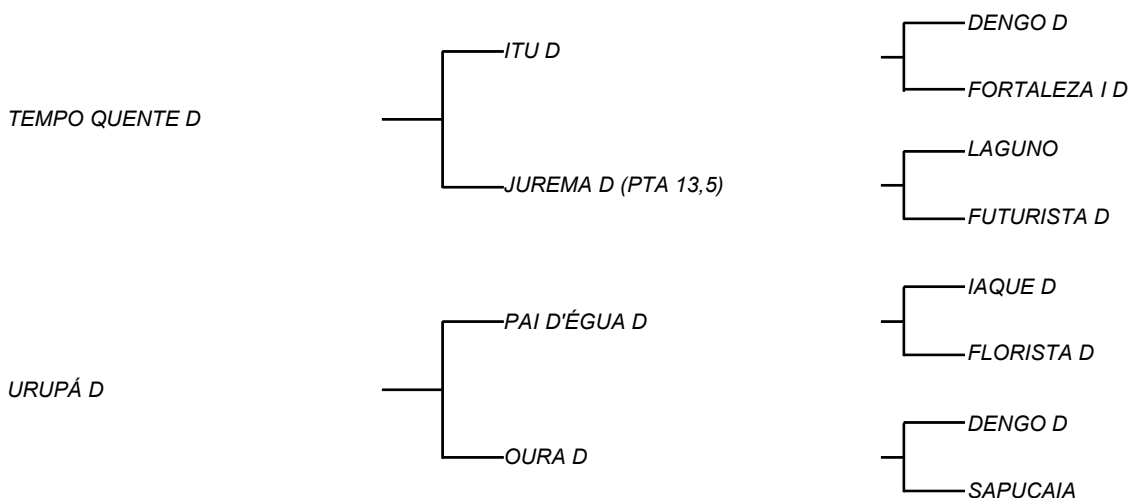 DENGO D
ITU D
FORTALEZA I D
TEMPO QUENTE D
LAGUNO
JUREMA D (PTA 13,5)
FUTURISTA D
IAQUE D
PAI D'ÉGUA D
FLORISTA D
URUPÁ D
DENGO D
OURA D
SAPUCAIA